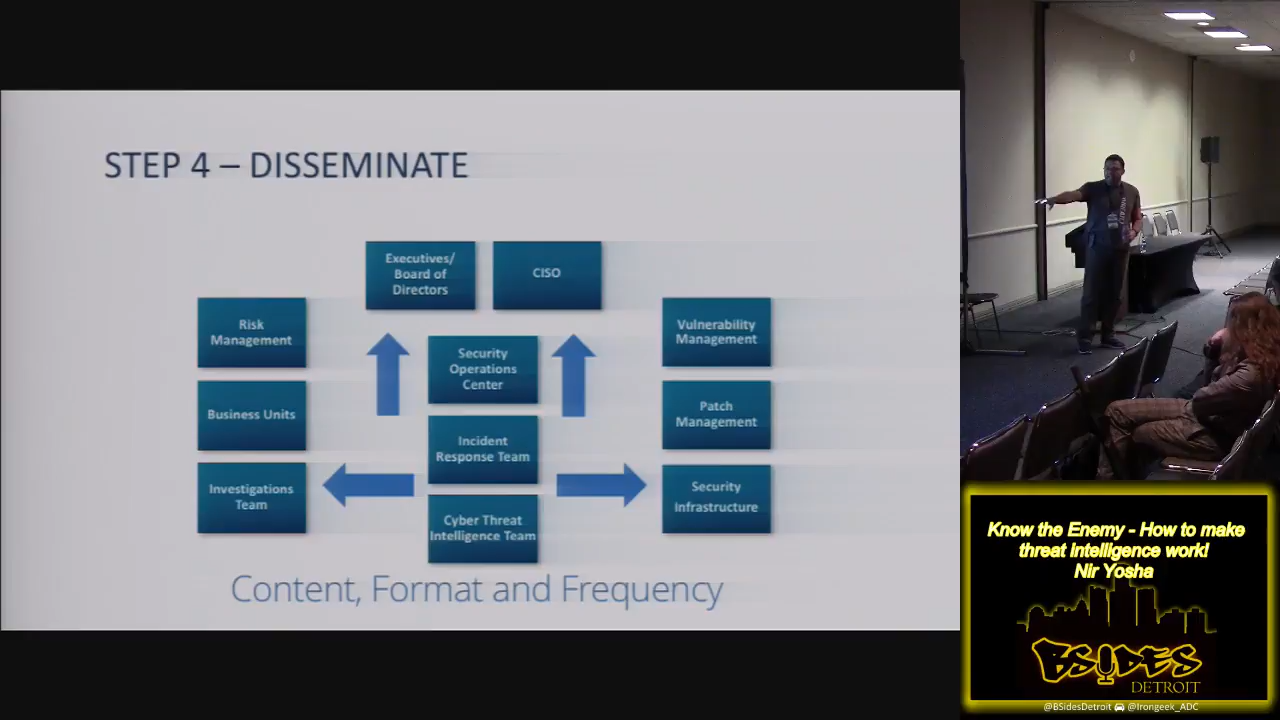 STEP 4 – DISSEMINATE
Executives/
Board of
Directors
CISO
Risk
Management
Security
Operations
Center
Vulnerability
Management
Business Units
Incident
Response Team
Patch
Management
Investigations
Team
Cyber Threat
Intelligence Team
Security
Infrastructure
Content, Format and Frequency
Know the Enemy - How to make
threat intelligence work!
Nir Yosha
BSIDES
DETROIT
@BSidesDetroit @Irongeek_ADC